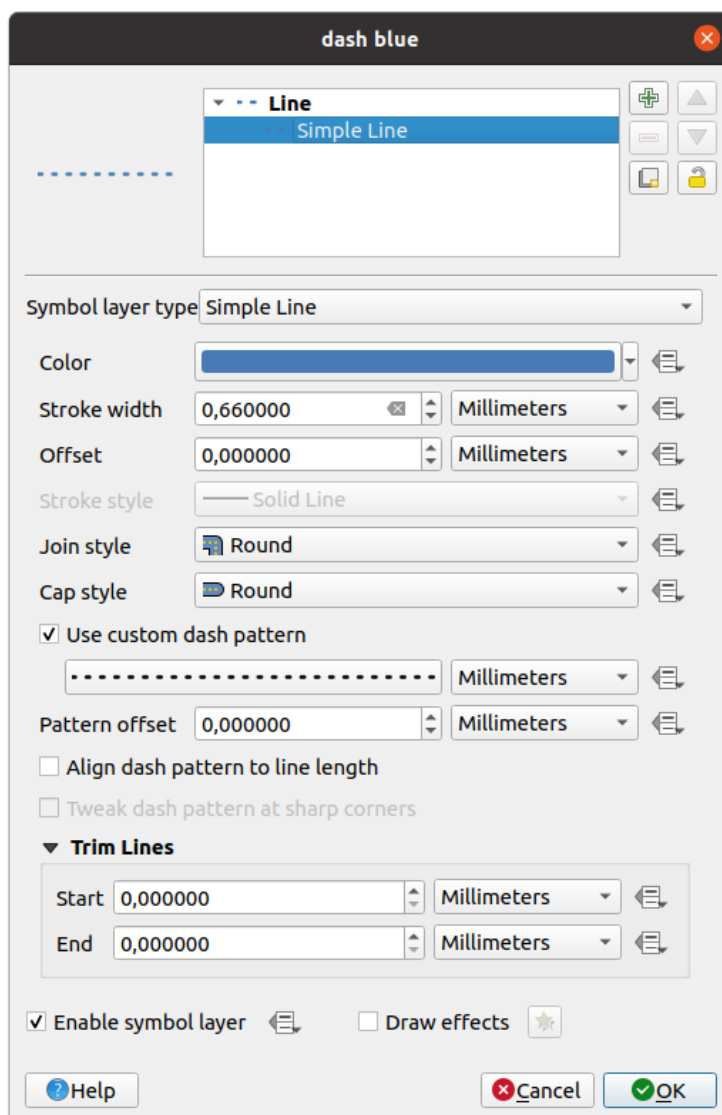 dash blue
Line
Simple Line
Symbol layer type Simple Line
Color
Stroke width 0,660000 Millimeters
Offset 0,000000 Millimeters
Stroke style Solid Line
Join style Round
Cap style Round
Use custom dash pattern
Millimeters
Pattern offset 0,000000 Millimeters
Align dash pattern to line length
Tweak dash pattern at sharp corners
Trim Lines
Start 0,000000 Millimeters
End 0,000000 Millimeters
Enable symbol layer Draw effects
Help Cancel OK